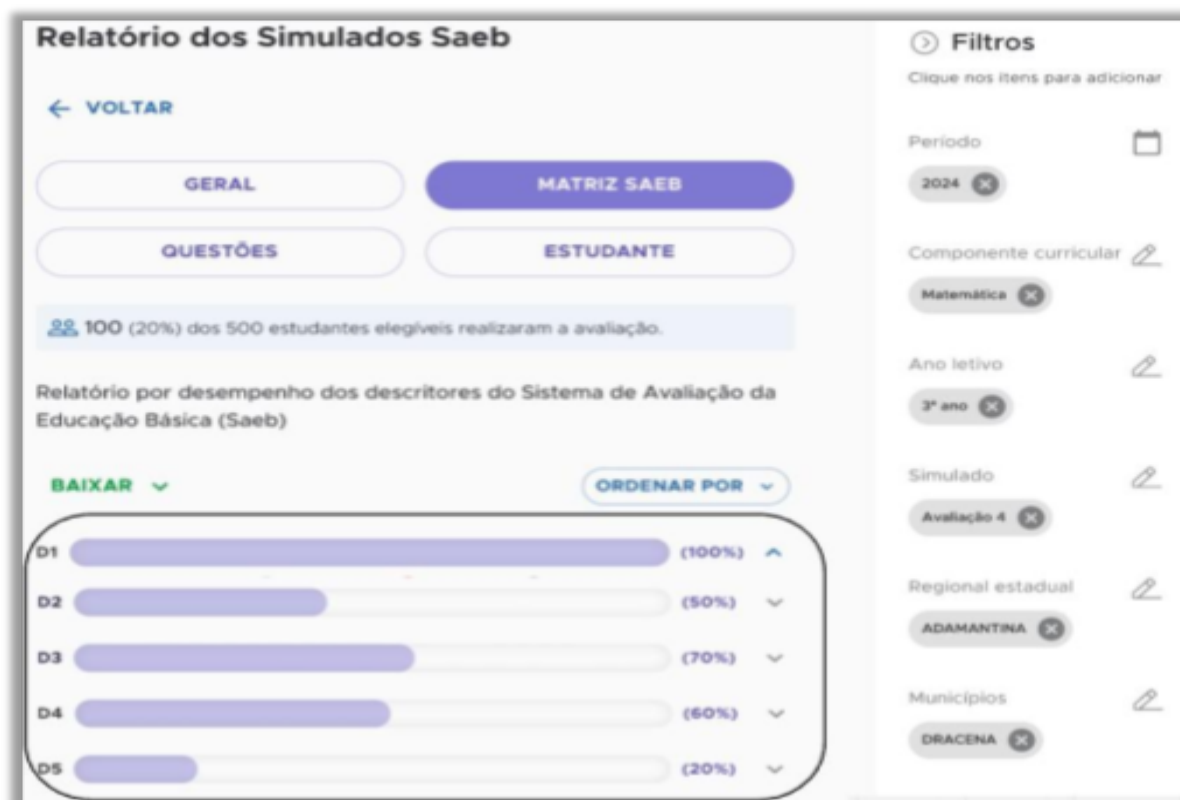 Relatório dos Simulados Saeb
← VOLTAR
GERAL
MATRIZ SAEB
QUESTÕES
ESTUDANTE
100 (20%) dos 500 estudantes elegíveis realizaram a avaliação.
Relatório por desempenho dos descritores do Sistema de Avaliação da
Educação Básica (Saeb)
BAIXAR
ORDENAR POR
D1 (100%)
D2 (50%)
D3 (70%)
D4 (60%)
D5 (20%)
Filtros
Clique nos itens para adicionar
Período
2024
Componente curricular
Matemática
Ano letivo
3º ano
Simulado
Avaliação 4
Regional estadual
ADAMANTINA
Municípios
DRACENA